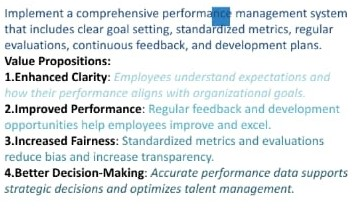 Implement a comprehensive performance management system
that includes clear goal setting, standardized metrics, regular
evaluations, continuous feedback, and development plans.
Value Propositions:
1.Enhanced Clarity: Employees understand expectations and
how their performance aligns with organizational goals.
2.Improved Performance: Regular feedback and development
opportunities help employees improve and excel.
3.Increased Fairness: Standardized metrics and evaluations
reduce bias and increase transparency.
4.Better Decision-Making: Accurate performance data supports
strategic decisions and optimizes talent management.